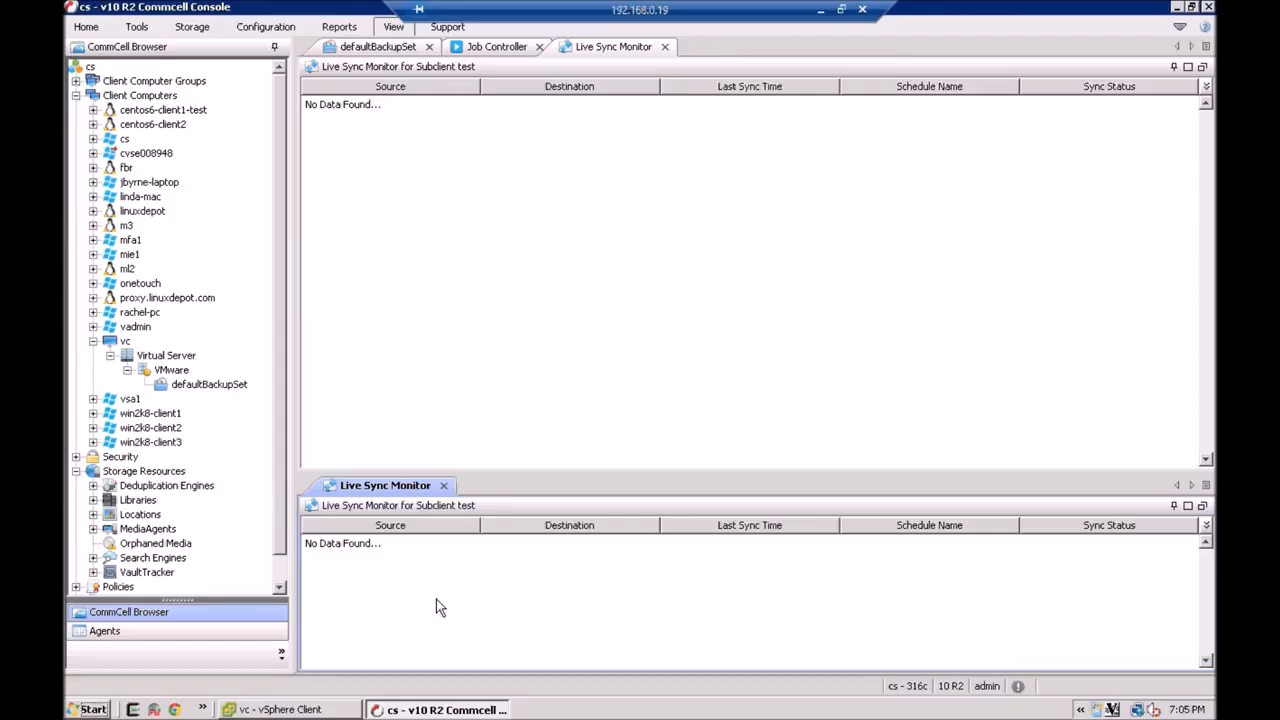 cs - v10 R2 Commcell Console
192.168.0.19
Home Tools Storage Configuration Reports View Support
CommCell Browser
defaultBackupSet
Job Controller
Live Sync Monitor
cs
Client Computer Groups
Client Computers
centos6-client1-test
centos6-client2
cs
cvse008948
fbr
jbyrne-laptop
linda-mac
linuxdepot
m3
mfa1
mie1
ml2
onetouch
proxy.linuxdepot.com
rachel-pc
vadmin
vc
Virtual Server
VMware
defaultBackupSet
vsa1
win2k8-client1
win2k8-client2
win2k8-client3
Security
Storage Resources
Deduplication Engines
Libraries
Locations
MediaAgents
Orphaned Media
Search Engines
VaultTracker
Policies
CommCell Browser
Agents
Live Sync Monitor for Subclient test
Source Destination Last Sync Time Schedule Name Sync Status
No Data Found...
Live Sync Monitor
Live Sync Monitor for Subclient test
Source Destination Last Sync Time Schedule Name Sync Status
No Data Found...
cs - 316c 10 R2 admin
Start
vc - vSphere Client
cs - v10 R2 Commcell ...
7:05 PM